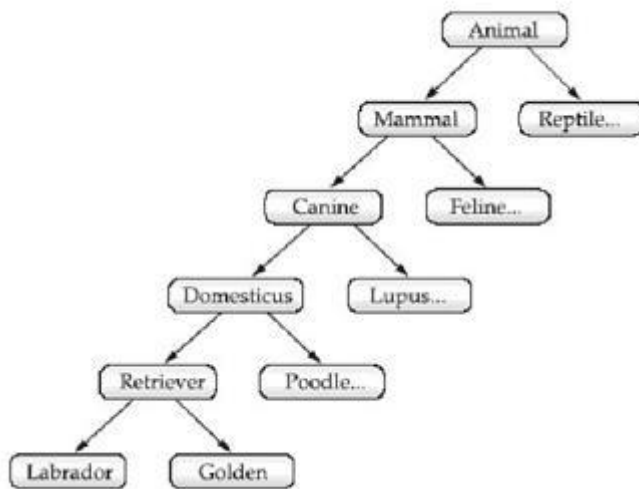 Animal
Mammal
Reptile...
Canine
Feline...
Domesticus
Lupus...
Retriever
Poodle...
Labrador
Golden